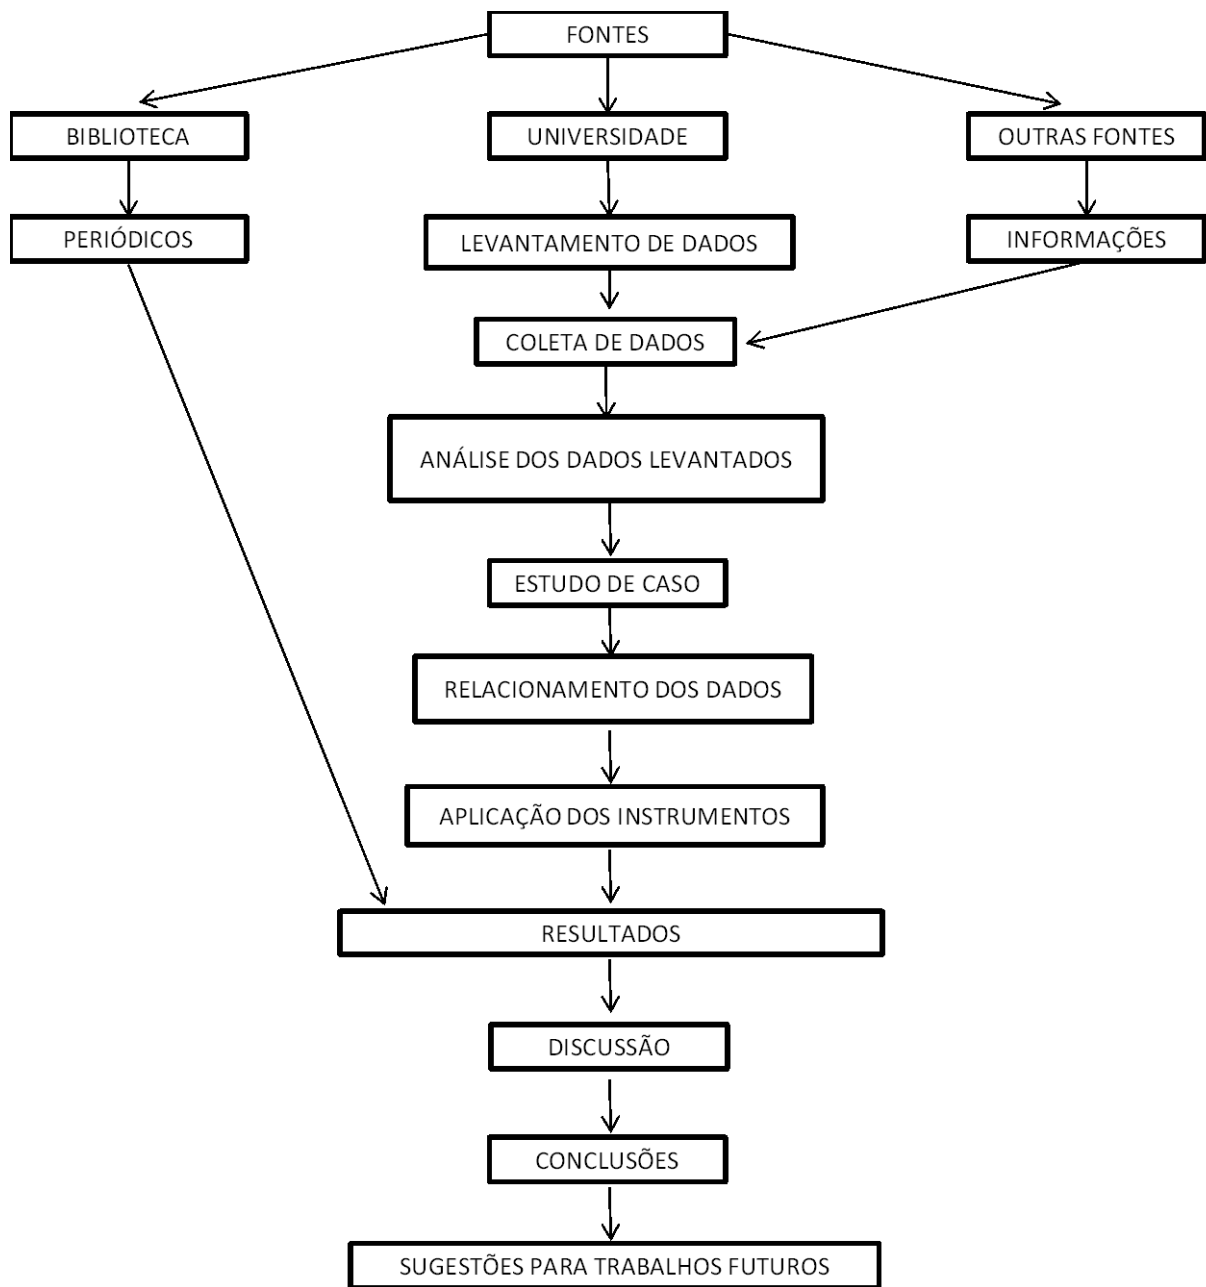 FONTES
BIBLIOTECA
UNIVERSIDADE
OUTRAS FONTES
PERIÓDICOS
LEVANTAMENTO DE DADOS
INFORMAÇÕES
COLETA DE DADOS
ANÁLISE DOS DADOS LEVANTADOS
ESTUDO DE CASO
RELACIONAMENTO DOS DADOS
APLICAÇÃO DOS INSTRUMENTOS
RESULTADOS
DISCUSSÃO
CONCLUSÕES
SUGESTÕES PARA TRABALHOS FUTUROS